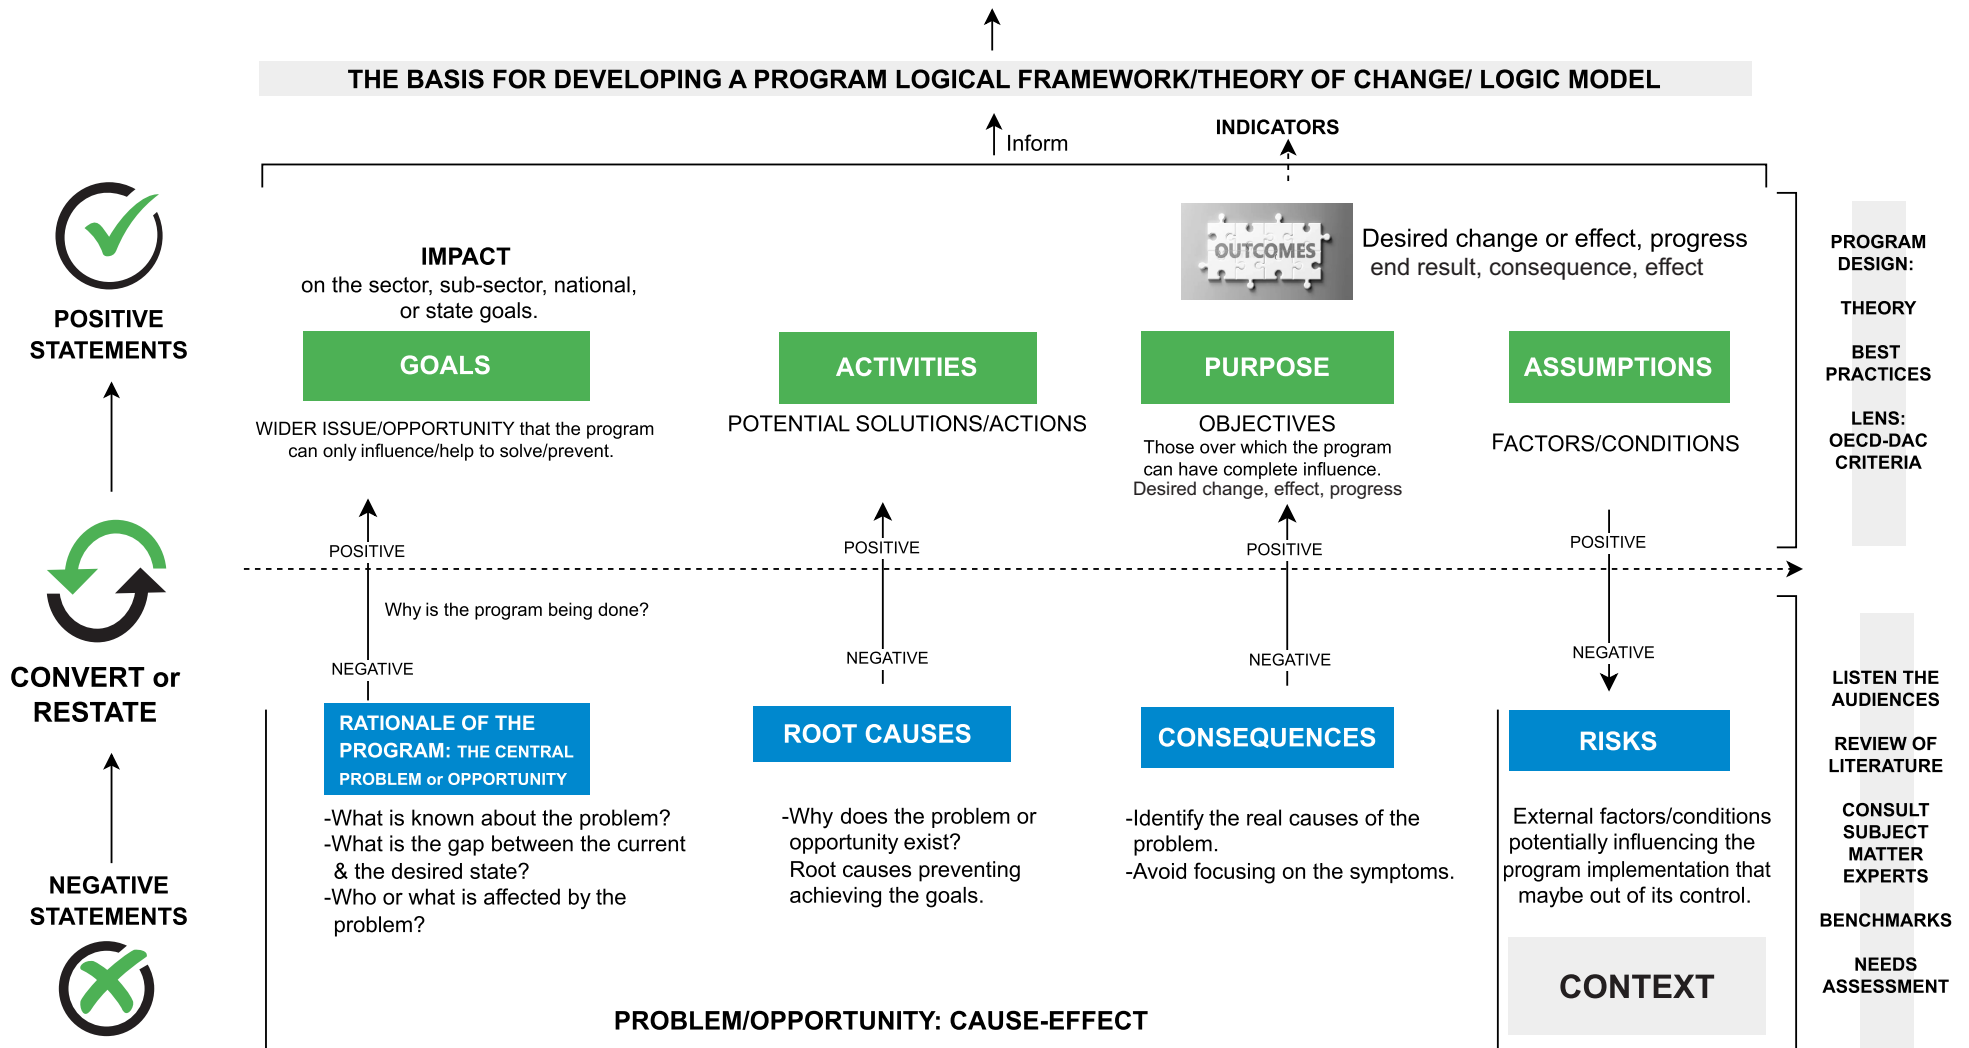 THE BASIS FOR DEVELOPING A PROGRAM LOGICAL FRAMEWORK/THEORY OF CHANGE/ LOGIC MODEL
Inform
INDICATORS
POSITIVE
STATEMENTS
CONVERT or
RESTATE
NEGATIVE
STATEMENTS
IMPACT
on the sector, sub-sector, national,
or state goals.
GOALS
WIDER ISSUE/OPPORTUNITY that the program
can only influence/help to solve/prevent.
ACTIVITIES
POTENTIAL SOLUTIONS/ACTIONS
OUTCOMES
Desired change or effect, progress
end result, consequence, effect
PURPOSE
OBJECTIVES
Those over which the program
can have complete influence.
Desired change, effect, progress
ASSUMPTIONS
FACTORS/CONDITIONS
PROGRAM
DESIGN:
THEORY
BEST
PRACTICES
LENS:
OECD-DAC
CRITERIA
POSITIVE
POSITIVE
POSITIVE
POSITIVE
Why is the program being done?
NEGATIVE
NEGATIVE
NEGATIVE
NEGATIVE
RATIONALE OF THE
PROGRAM: THE CENTRAL
PROBLEM or OPPORTUNITY
-What is known about the problem?
-What is the gap between the current
& the desired state?
-Who or what is affected by the
problem?
ROOT CAUSES
-Why does the problem or
opportunity exist?
Root causes preventing
achieving the goals.
CONSEQUENCES
-Identify the real causes of the
problem.
-Avoid focusing on the symptoms.
RISKS
External factors/conditions
potentially influencing the
program implementation that
maybe out of its control.
CONTEXT
PROBLEM/OPPORTUNITY: CAUSE-EFFECT
LISTEN THE
AUDIENCES
REVIEW OF
LITERATURE
CONSULT
SUBJECT
MATTER
EXPERTS
BENCHMARKS
NEEDS
ASSESSMENT